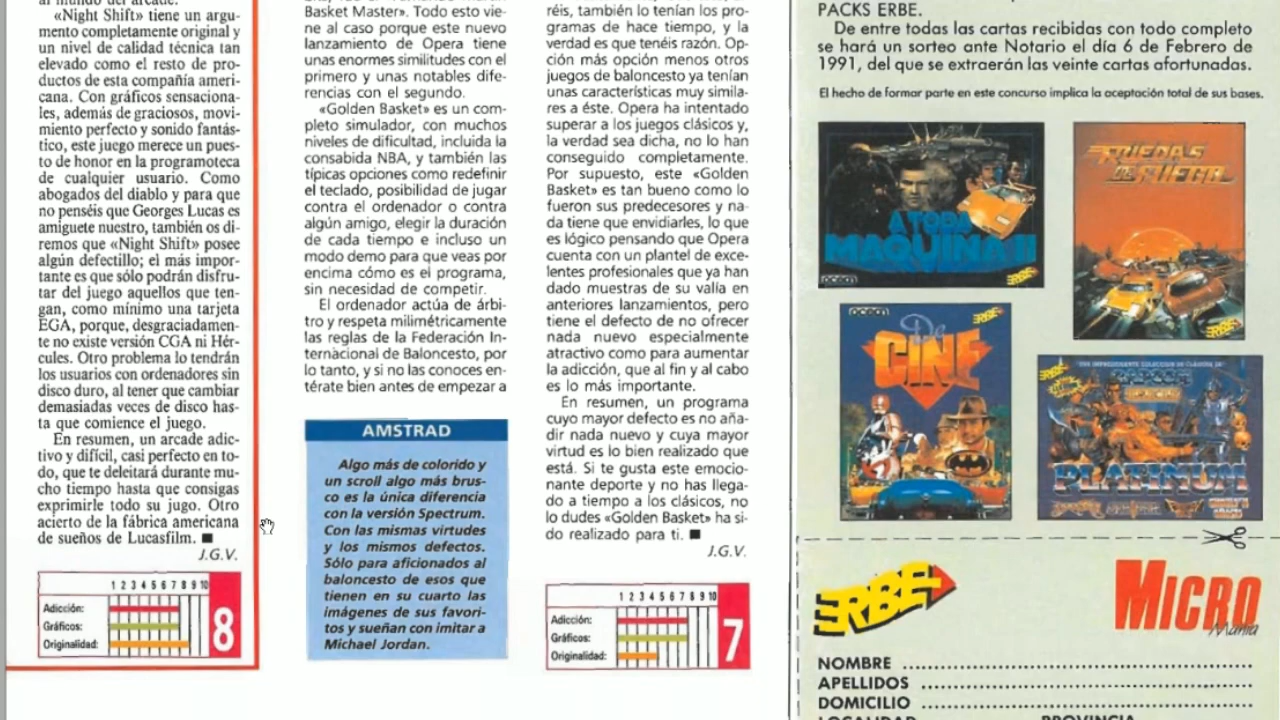 al mundo del arcade.
«Night Shift» tiene un argu-
mento completamente original y
un nivel de calidad técnica tan
elevado como el resto de pro-
ductos de esta compañía ameri-
cana. Con gráficos sensaciona-
les, además de graciosos, movi-
miento perfecto y sonido fantás-
tico, este juego merece un pues-
to de honor en la programoteca
de cualquier usuario. Como
abogados del diablo y para que
no penséis que Georges Lucas es
amiguete nuestro, también os di-
remos que «Night Shift» posee
algún defectillo; el más impor-
tante es que sólo podrán disfru-
tar del juego aquellos que ten-
gan, como mínimo una tarjeta
EGA, porque, desgraciadamen-
te no existe versión CGA ni Hér-
cules. Otro problema lo tendrán
los usuarios con ordenadores sin
disco duro, al tener que cambiar
demasiadas veces de disco has-
ta que comience el juego.
En resumen, un arcade adic-
tivo y difícil, casi perfecto en to-
do, que te deleitará durante mu-
cho tiempo hasta que consigas
exprimirle todo su jugo. Otro
acierto de la fábrica americana
de sueños de Lucasfilm. ■
J.G.V.
1 2 3 4 5 6 7 8 9 10
Adicción:
Gráficos:
Originalidad:
8
Basket Master». Todo esto vie-
ne al caso porque este nuevo
lanzamiento de Opera tiene
unas enormes similitudes con el
primero y unas notables dife-
rencias con el segundo.
«Golden Basket» es un com-
pleto simulador, con muchos
niveles de dificultad, incluida la
consabida NBA, y también las
típicas opciones como redefinir
el teclado, posibilidad de jugar
contra el ordenador o contra
algún amigo, elegir la duración
de cada tiempo e incluso un
modo demo para que veas por
encima cómo es el programa,
sin necesidad de competir.
El ordenador actúa de árbi-
tro y respeta milimétricamente
las reglas de la Federación In-
ternacional de Baloncesto, por
lo tanto, y si no las conoces en-
térate bien antes de empezar a
AMSTRAD
Algo más de colorido y
un scroll algo más brus-
co es la única diferencia
con la versión Spectrum.
Con las mismas virtudes
y los mismos defectos.
Sólo para aficionados al
baloncesto de esos que
tienen en su cuarto las
imágenes de sus favori-
tos y sueñan con imitar a
Michael Jordan.
réis, también lo tenían los pro-
gramas de hace tiempo, y la
verdad es que tenéis razón. Op-
ción más opción menos otros
juegos de baloncesto ya tenían
unas características muy simila-
res a éste. Opera ha intentado
superar a los juegos clásicos y,
la verdad sea dicha, no lo han
conseguido completamente.
Por supuesto, este «Golden
Basket» es tan bueno como lo
fueron sus predecesores y na-
da tiene que envidiarles, lo que
es lógico pensando que Opera
cuenta con un plantel de exce-
lentes profesionales que ya han
dado muestras de su valía en
anteriores lanzamientos, pero
tiene el defecto de no ofrecer
nada nuevo especialmente
atractivo como para aumentar
la adicción, que al fin y al cabo
es lo más importante.
En resumen, un programa
cuyo mayor defecto es no aña-
dir nada nuevo y cuya mayor
virtud es lo bien realizado que
está. Si te gusta este emocio-
nante deporte y no has llega-
do a tiempo a los clásicos, no
lo dudes «Golden Basket» ha si-
do realizado para ti. ■
J.G.V.
1 2 3 4 5 6 7 8 9 10
Adicción:
Gráficos:
Originalidad:
7
PACKS ERBE.
De entre todas las cartas recibidas con todo completo
se hará un sorteo ante Notario el día 6 de Febrero de
1991, del que se extraerán las veinte cartas afortunadas.
El hecho de formar parte en este concurso implica la aceptación total de sus bases.
A TODA
MAQUINA II
ocean
ERBE
RUEDAS
DE FUEGO
ERBE
ocean
ERBE
De
CINE
ERBE
CAPCOM
PLATINUM
ERBE
MICRO
Manía
NOMBRE
APELLIDOS
DOMICILIO
LOCALIDAD PROVINCIA